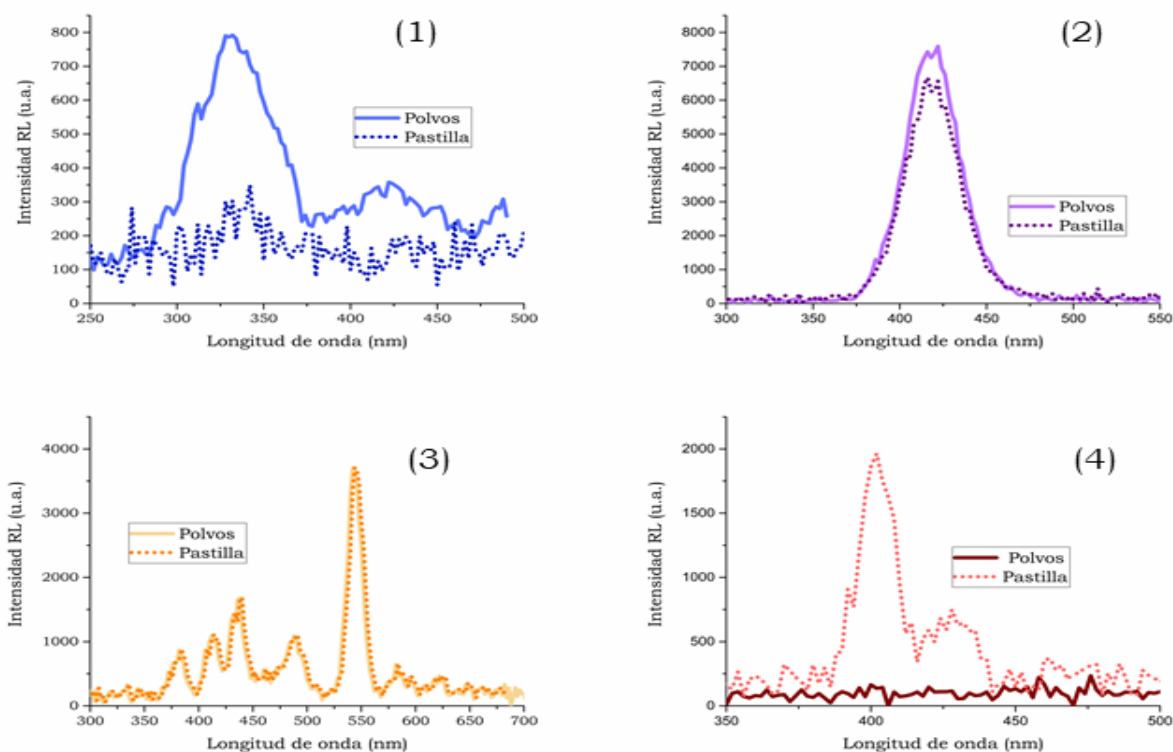 (1)
Intensidad RL (u.a.)
800
700
600
500
400
300
200
100
0
Polvos
Pastilla
250 300 350 400 450 500
Longitud de onda (nm)
(2)
Intensidad RL (u.a.)
8000
7000
6000
5000
4000
3000
2000
1000
0
Polvos
Pastilla
300 350 400 450 500 550
Longitud de onda (nm)
(3)
Intensidad RL (u.a.)
4000
3000
2000
1000
0
Polvos
Pastilla
300 350 400 450 500 550 600 650 700
Longitud de onda (nm)
(4)
Intensidad RL (u.a.)
2000
1500
1000
500
0
Polvos
Pastilla
350 400 450 500
Longitud de onda (nm)